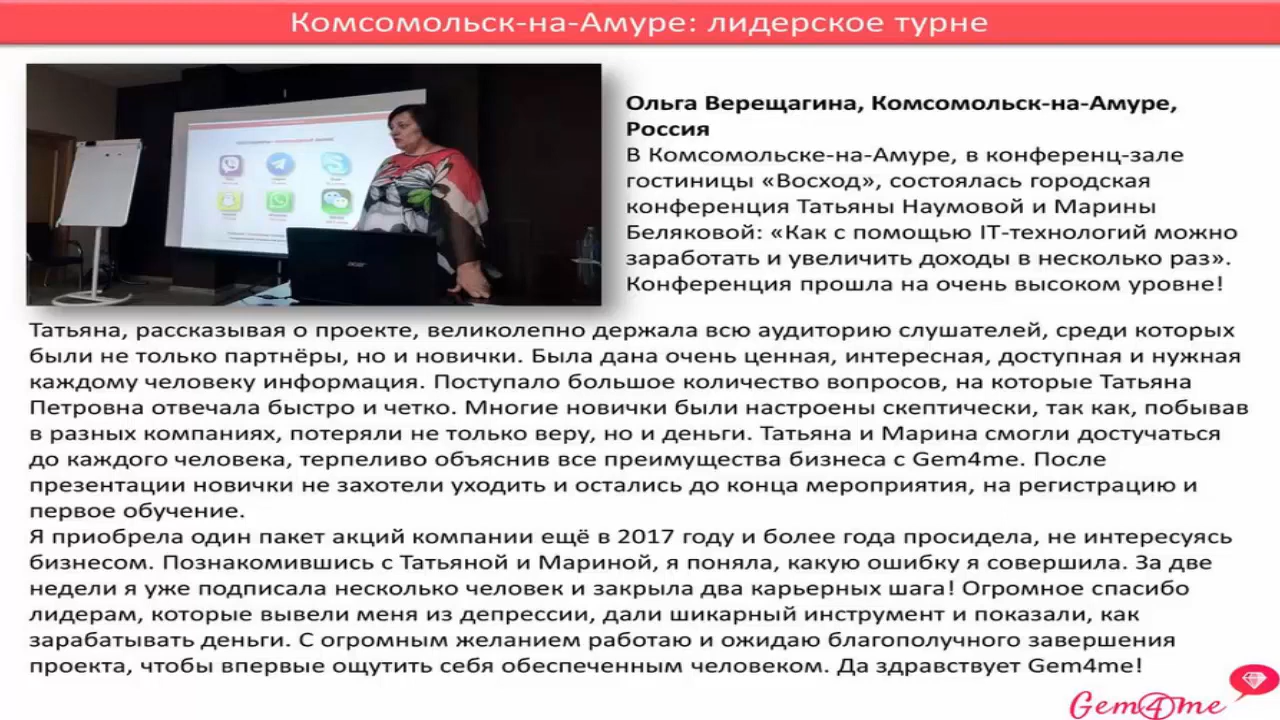 Комсомольск-на-Амуре: лидерское турне
Ольга Верещагина, Комсомольск-на-Амуре,
Россия
В Комсомольске-на-Амуре, в конференц-зале
гостиницы «Восход», состоялась городская
конференция Татьяны Наумовой и Марины
Беляковой: «Как с помощью IT-технологий можно
заработать и увеличить доходы в несколько раз».
Конференция прошла на очень высоком уровне!
Татьяна, рассказывая о проекте, великолепно держала всю аудиторию слушателей, среди которых
были не только партнёры, но и новички. Была дана очень ценная, интересная, доступная и нужная
каждому человеку информация. Поступало большое количество вопросов, на которые Татьяна
Петровна отвечала быстро и четко. Многие новички были настроены скептически, так как, побывав
в разных компаниях, потеряли не только веру, но и деньги. Татьяна и Марина смогли достучаться
до каждого человека, терпеливо объяснив все преимущества бизнеса с Gem4me. После
презентации новички не захотели уходить и остались до конца мероприятия, на регистрацию и
первое обучение.
Я приобрела один пакет акций компании ещё в 2017 году и более года просидела, не интересуясь
бизнесом. Познакомившись с Татьяной и Мариной, я поняла, какую ошибку я совершила. За две
недели я уже подписала несколько человек и закрыла два карьерных шага! Огромное спасибо
лидерам, которые вывели меня из депрессии, дали шикарный инструмент и показали, как
зарабатывать деньги. С огромным желанием работаю и ожидаю благополучного завершения
проекта, чтобы впервые ощутить себя обеспеченным человеком. Да здравствует Gem4me!
Gem4me